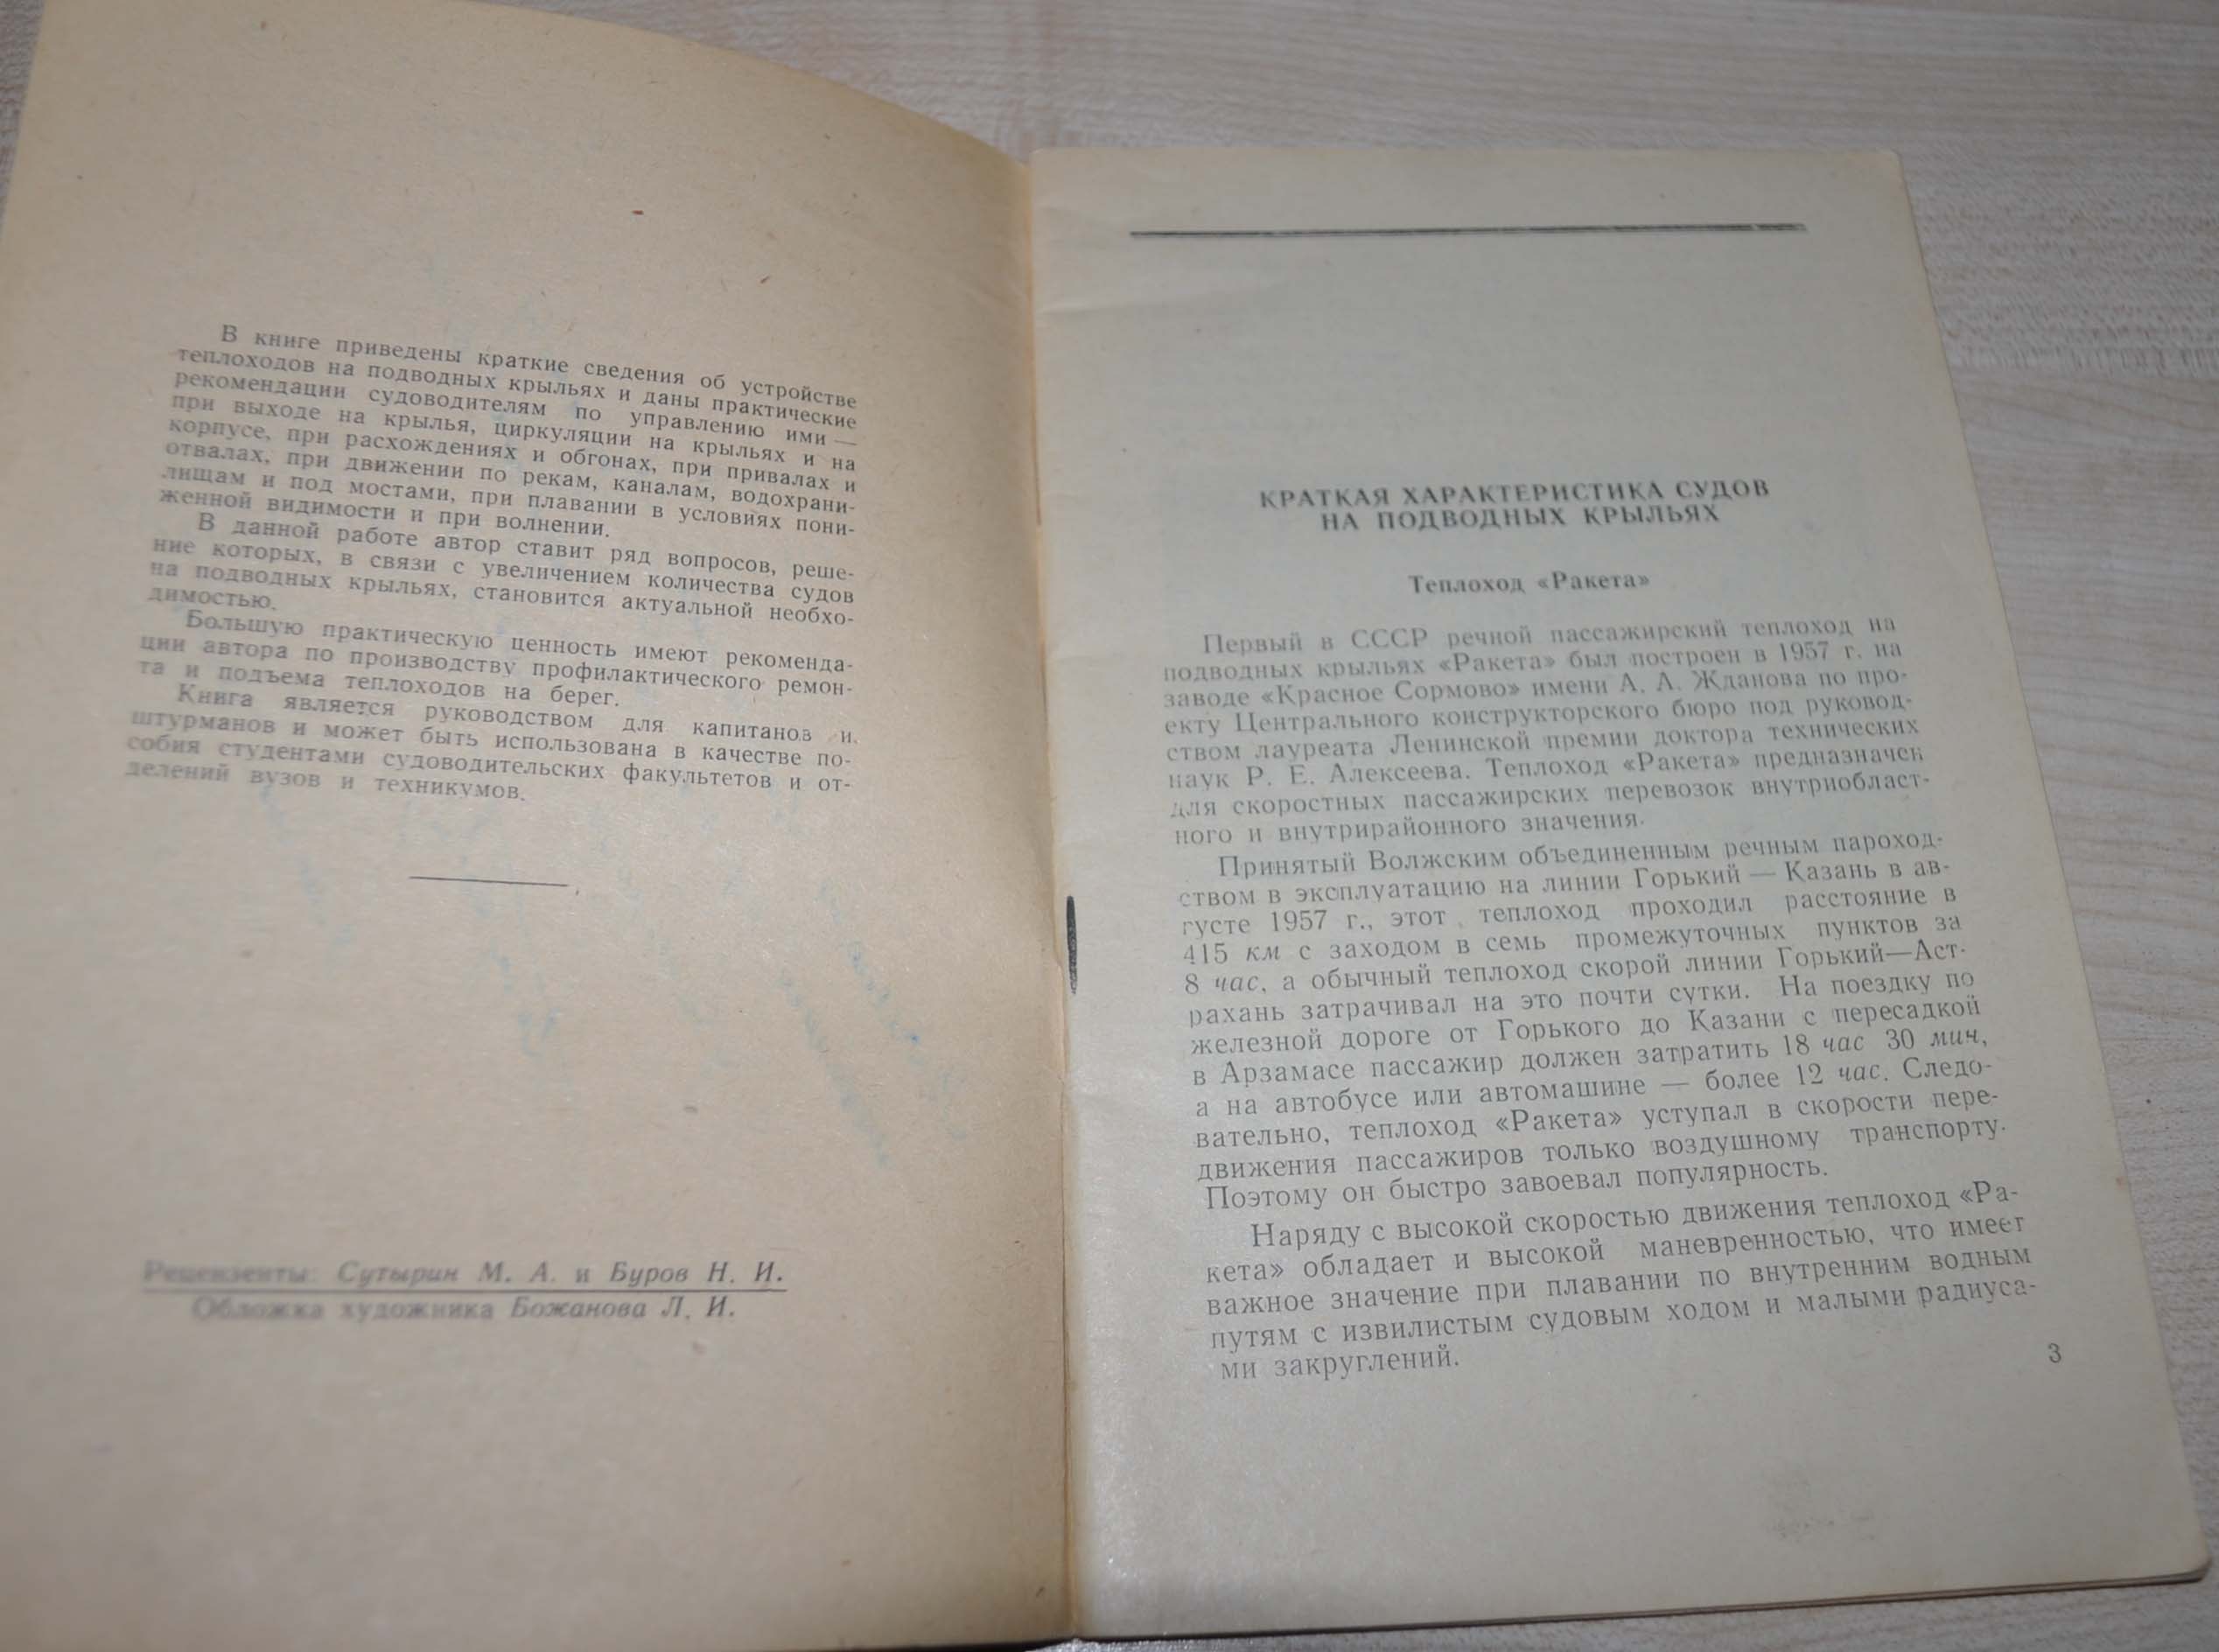 В книге приведены краткие сведения об устройстве
теплоходов на подводных крыльях и даны практические
рекомендации судоводителям по управлению ими —
при выходе на крылья, циркуляции на крыльях и на
корпусе, при расхождениях и обгонах, при привалах и
отвалах, при движении по рекам, каналам, водохрани-
лищам и под мостами, при плавании в условиях пони-
женной видимости и при волнении.
В данной работе автор ставит ряд вопросов, реше-
ние которых, в связи с увеличением количества судов
на подводных крыльях, становится актуальной необхо-
димостью.
Большую практическую ценность имеют рекоменда-
ции автора по производству профилактического ремон-
та и подъема теплоходов на берег.
Книга является руководством для капитанов и
штурманов и может быть использована в качестве по-
собия студентами судоводительских факультетов и от-
делений вузов и техникумов.
Рецензенты: Сутырин М. А. и Буров Н. И.
Обложка художника Божанова Л. И.
КРАТКАЯ ХАРАКТЕРИСТИКА СУДОВ
НА ПОДВОДНЫХ КРЫЛЬЯХ
Теплоход «Ракета»
Первый в СССР речной пассажирский теплоход на
подводных крыльях «Ракета» был построен в 1957 г. на
заводе «Красное Сормово» имени А. А. Жданова по про-
екту Центрального конструкторского бюро под руковод-
ством лауреата Ленинской премии доктора технических
наук Р. Е. Алексеева. Теплоход «Ракета» предназначен
для скоростных пассажирских перевозок внутриобласт-
ного и внутрирайонного значения.
Принятый Волжским объединенным речным пароход-
ством в эксплуатацию на линии Горький — Казань в ав-
густе 1957 г., этот теплоход проходил расстояние в
415 км с заходом в семь промежуточных пунктов за
8 час, а обычный теплоход скорой линии Горький—Аст-
рахань затрачивал на это почти сутки. На поездку по
железной дороге от Горького до Казани с пересадкой
в Арзамасе пассажир должен затратить 18 час 30 мин,
а на автобусе или автомашине — более 12 час. Следо-
вательно, теплоход «Ракета» уступал в скорости пере-
движения пассажиров только воздушному транспорту.
Поэтому он быстро завоевал популярность.
Наряду с высокой скоростью движения теплоход «Ра-
кета» обладает и высокой маневренностью, что имеет
важное значение при плавании по внутренним водным
путям с извилистым судовым ходом и малыми радиуса-
ми закруглений.
3